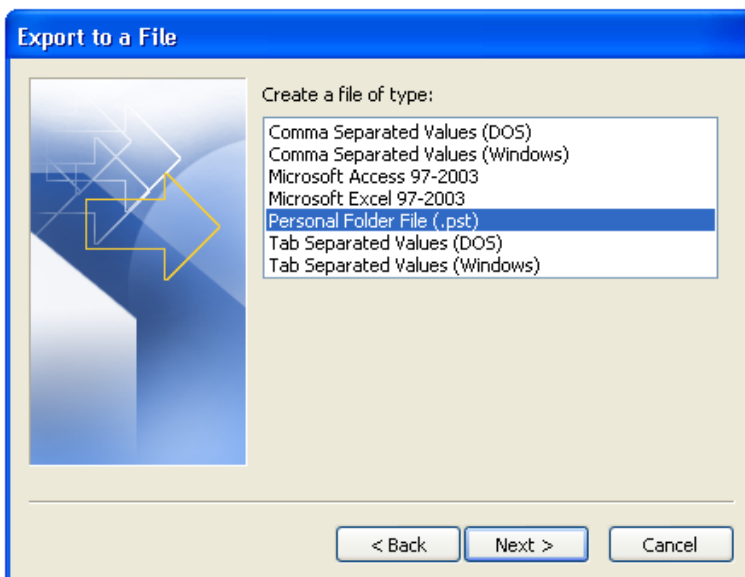 Export to a File
Create a file of type:
Comma Separated Values (DOS)
Comma Separated Values (Windows)
Microsoft Access 97-2003
Microsoft Excel 97-2003
Personal Folder File (.pst)
Tab Separated Values (DOS)
Tab Separated Values (Windows)
< Back
Next >
Cancel